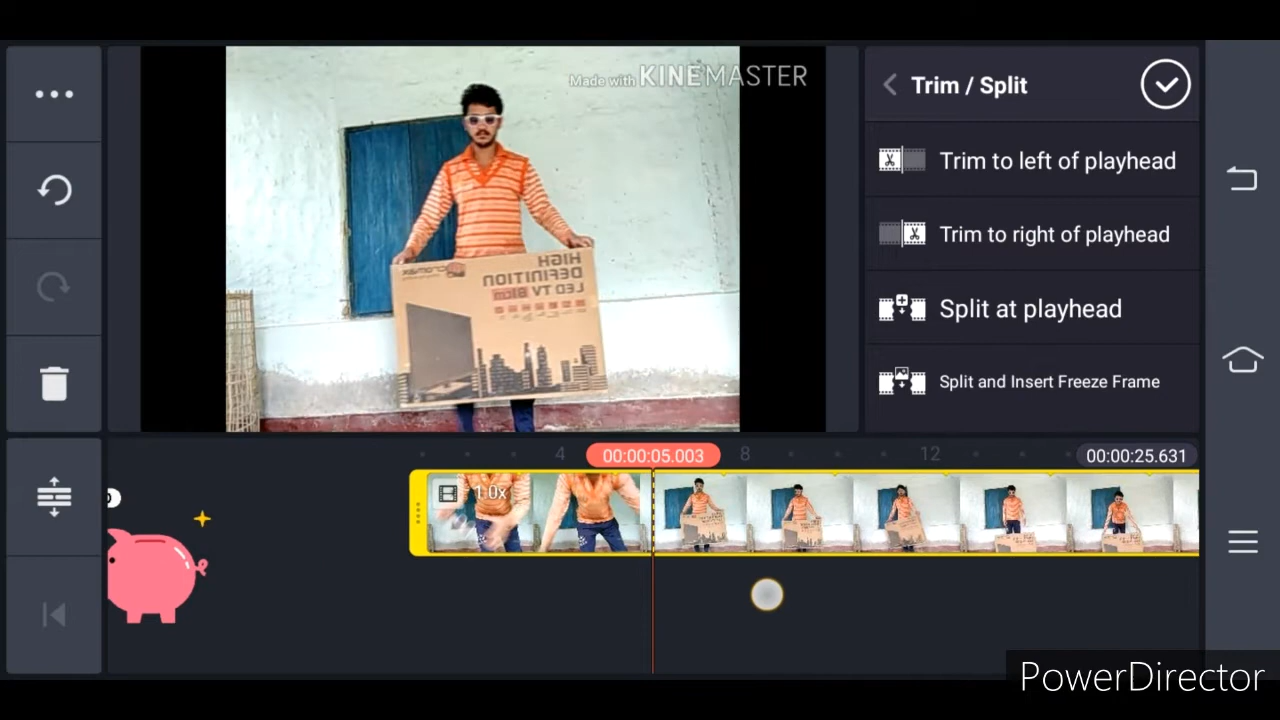 Made with KINEMASTER
HIGH
DEFINITION
LED TV 81cm
Trim / Split
Trim to left of playhead
Trim to right of playhead
Split at playhead
Split and Insert Freeze Frame
4
00:00:05.003
8
12
00:00:25.631
1.0x
PowerDirector